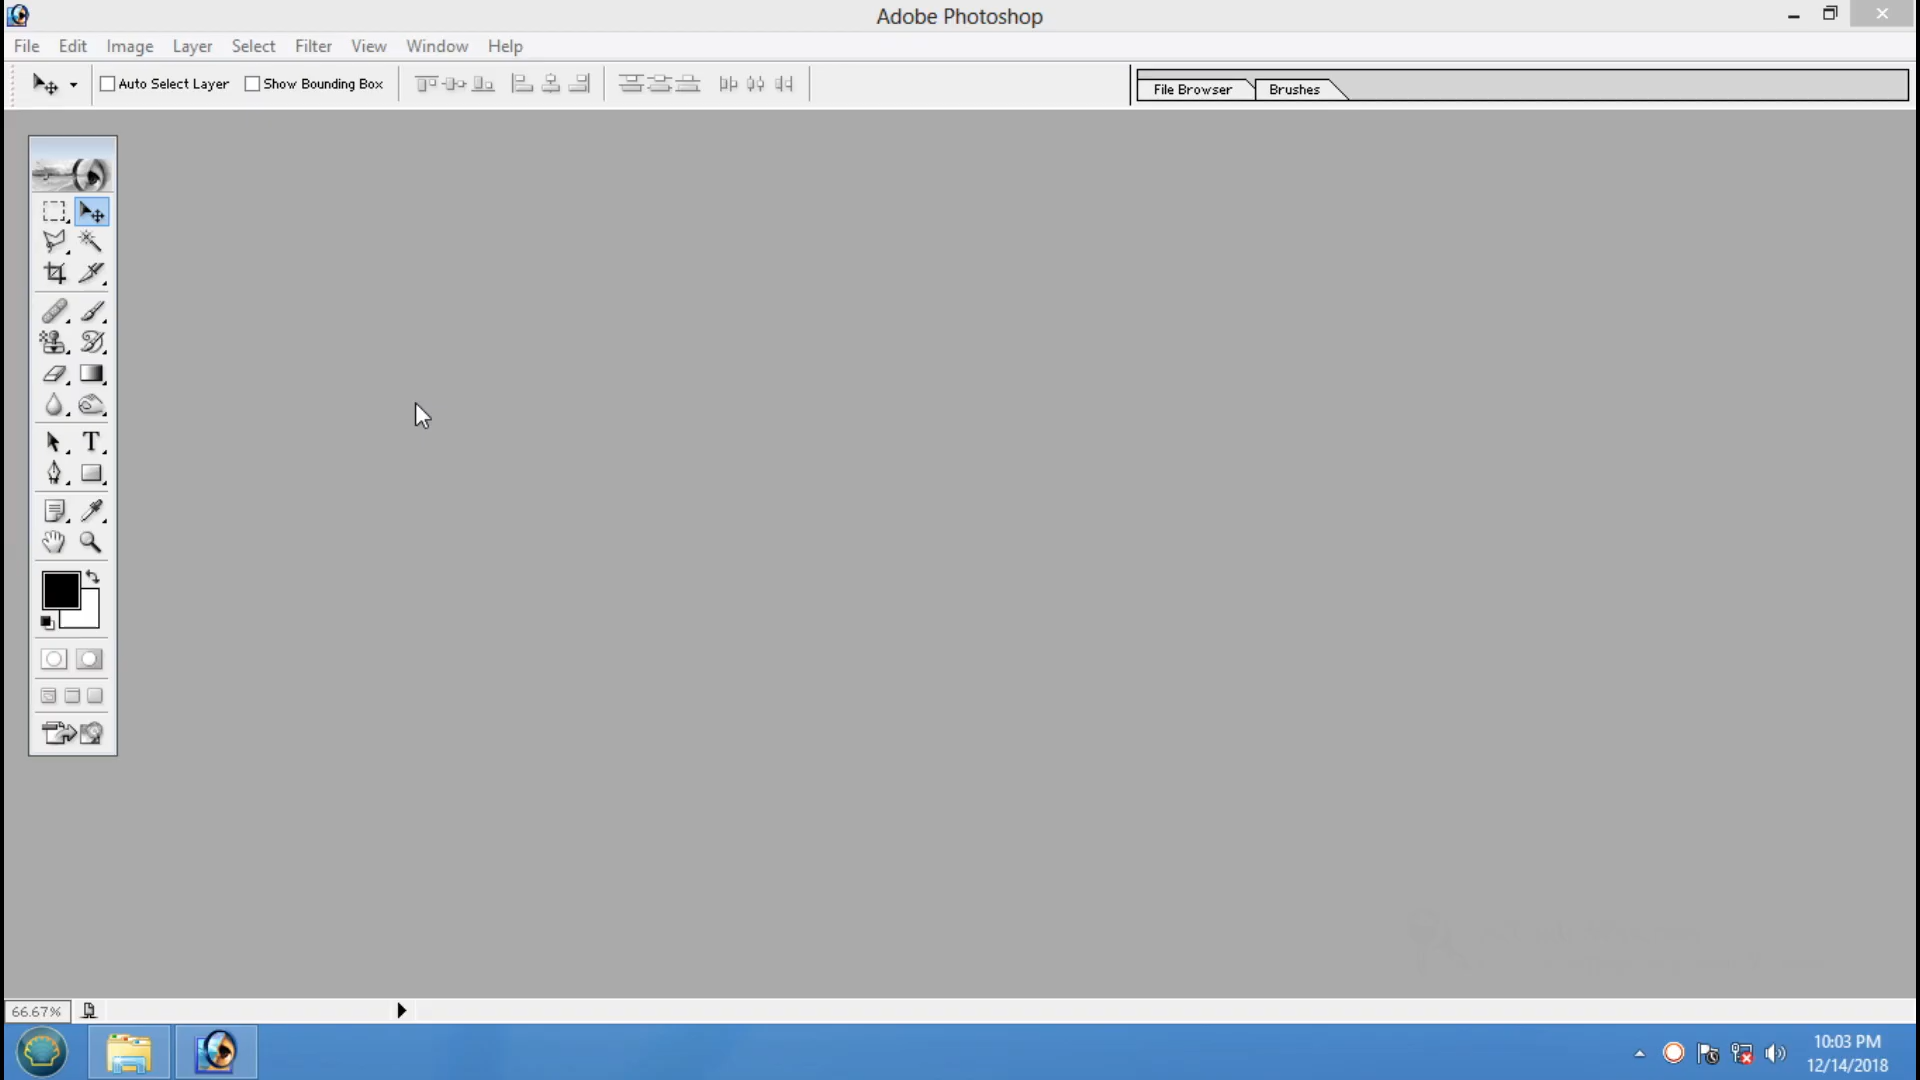 Adobe Photoshop
File Edit Image Layer Select Filter View Window Help
Auto Select Layer Show Bounding Box File Browser Brushes
T
66.67%
10:03 PM
12/14/2018